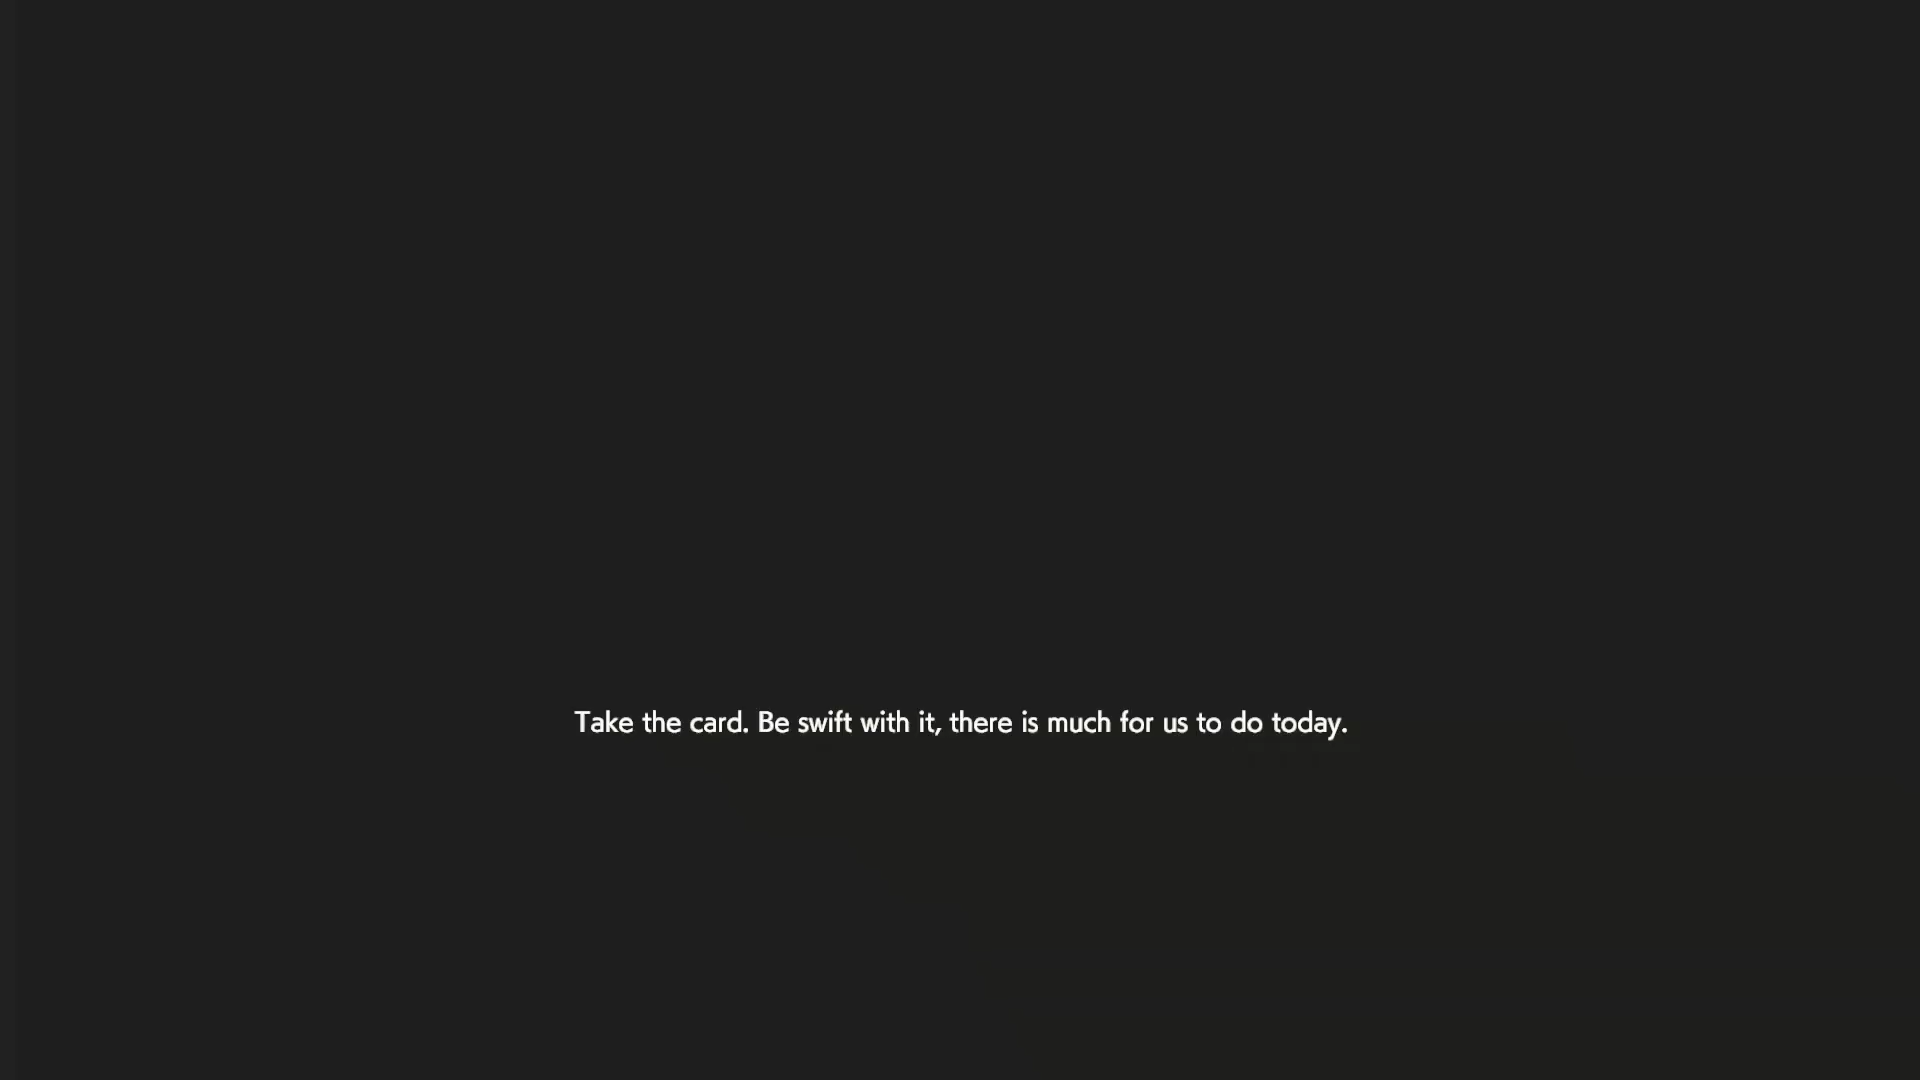 Take the card. Be swift with it, there is much for us to do today.